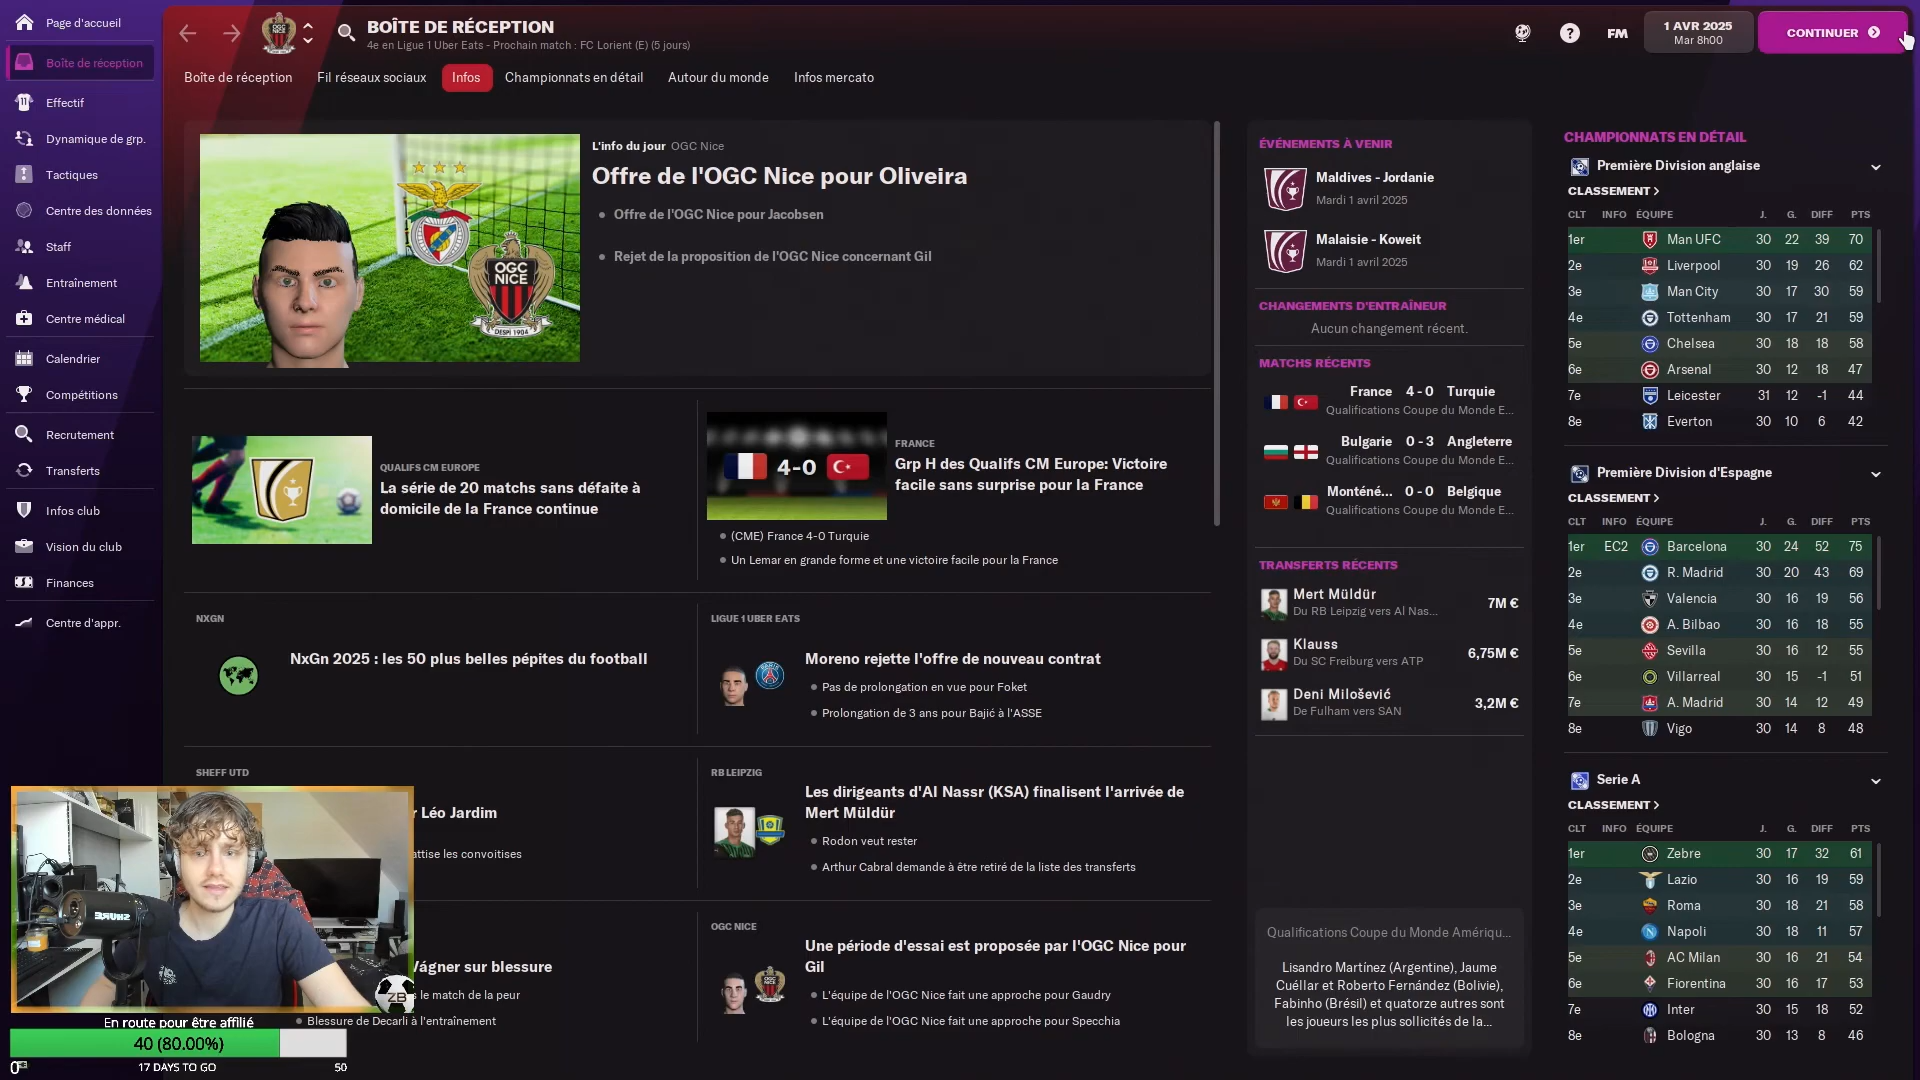 Page d'accueil
Boîte de réception
Effectif
Dynamique de grp.
Tactiques
Centre des données
Staff
Entraînement
Centre médical
Calendrier
Compétitions
Recrutement
Transferts
Infos club
Vision du club
Finances
Centre d'appr.
OGC NICE
BOÎTE DE RÉCEPTION
4e en Ligue 1 Uber Eats - Prochain match : FC Lorient (E) (5 jours)
FM
1 AVR 2025
Mar 8h00
CONTINUER
Boîte de réception
Fil réseaux sociaux
Infos
Championnats en détail
Autour du monde
Infos mercato
OGC NICE
L'info du jour OGC Nice
Offre de l'OGC Nice pour Oliveira
Offre de l'OGC Nice pour Jacobsen
Rejet de la proposition de l'OGC Nice concernant Gil
QUALIFS CM EUROPE
La série de 20 matchs sans défaite à
domicile de la France continue
4-0
FRANCE
Grp H des Qualifs CM Europe: Victoire
facile sans surprise pour la France
(CME) France 4-0 Turquie
Un Lemar en grande forme et une victoire facile pour la France
NXGN
NxGn 2025 : les 50 plus belles pépites du football
LIGUE 1 UBER EATS
Moreno rejette l'offre de nouveau contrat
Pas de prolongation en vue pour Foket
Prolongation de 3 ans pour Bajić à l'ASSE
SHEFF UTD
r Léo Jardim
attise les convoitises
RB LEIPZIG
Les dirigeants d'Al Nassr (KSA) finalisent l'arrivée de
Mert Müldür
Rodon veut rester
Arthur Cabral demande à être retiré de la liste des transferts
Vágner sur blessure
s le match de la peur
Blessure de Decarli à l'entraînement
OGC NICE
Une période d'essai est proposée par l'OGC Nice pour
Gil
L'équipe de l'OGC Nice fait une approche pour Gaudry
L'équipe de l'OGC Nice fait une approche pour Specchia
SHURE
ZB
En route pour être affilié
40 (80.00%)
0
17 DAYS TO GO
50
ÉVÉNEMENTS À VENIR
Maldives - Jordanie
Mardi 1 avril 2025
Malaisie - Koweit
Mardi 1 avril 2025
CHANGEMENTS D'ENTRAÎNEUR
Aucun changement récent.
MATCHS RÉCENTS
France 4 - 0 Turquie
Qualifications Coupe du Monde E...
Bulgarie 0 - 3 Angleterre
Qualifications Coupe du Monde E...
Monténé... 0 - 0 Belgique
Qualifications Coupe du Monde E...
TRANSFERTS RÉCENTS
Mert Müldür
Du RB Leipzig vers Al Nas...
7M €
Klauss
Du SC Freiburg vers ATP
6,75M €
Deni Milošević
De Fulham vers SAN
3,2M €
Qualifications Coupe du Monde Amériqu...
Lisandro Martínez (Argentine), Jaume
Cuéllar et Roberto Fernández (Bolivie),
Fabinho (Brésil) et quatorze autres sont
les joueurs les plus sollicités de la...
CHAMPIONNATS EN DÉTAIL
Première Division anglaise
CLASSEMENT >
CLT INFO ÉQUIPE J. G. DIFF PTS
1er Man UFC 30 22 39 70
2e Liverpool 30 19 26 62
3e Man City 30 17 30 59
4e Tottenham 30 17 21 59
5e Chelsea 30 18 18 58
6e Arsenal 30 12 18 47
7e Leicester 31 12 -1 44
8e Everton 30 10 6 42
Première Division d'Espagne
CLASSEMENT >
CLT INFO ÉQUIPE J. G. DIFF PTS
1er EC2 Barcelona 30 24 52 75
2e R. Madrid 30 20 43 69
3e Valencia 30 16 19 56
4e A. Bilbao 30 16 18 55
5e Sevilla 30 16 12 55
6e Villarreal 30 15 -1 51
7e A. Madrid 30 14 12 49
8e Vigo 30 14 8 48
Serie A
CLASSEMENT >
CLT INFO ÉQUIPE J. G. DIFF PTS
1er Zebre 30 17 32 61
2e Lazio 30 16 19 59
3e Roma 30 18 21 58
4e Napoli 30 18 11 57
5e AC Milan 30 16 21 54
6e Fiorentina 30 16 17 53
7e Inter 30 15 18 52
8e Bologna 30 13 8 46